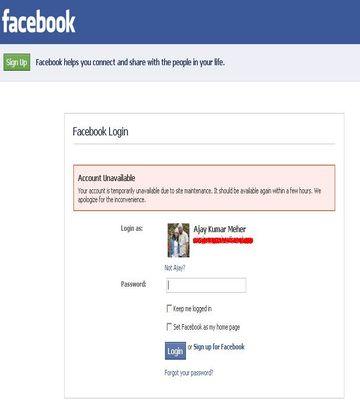 facebook
Sign Up Facebook helps you connect and share with the people in your life.
Facebook Login
Account Unavailable
Your account is temporarily unavailable due to site maintenance. It should be available again within a few hours. We
apologize for the inconvenience.
Login as: Ajay Kumar Meher
Not Ajay?
Password:
Keep me logged in
Set Facebook as my home page
Login or Sign up for Facebook
Forgot your password?